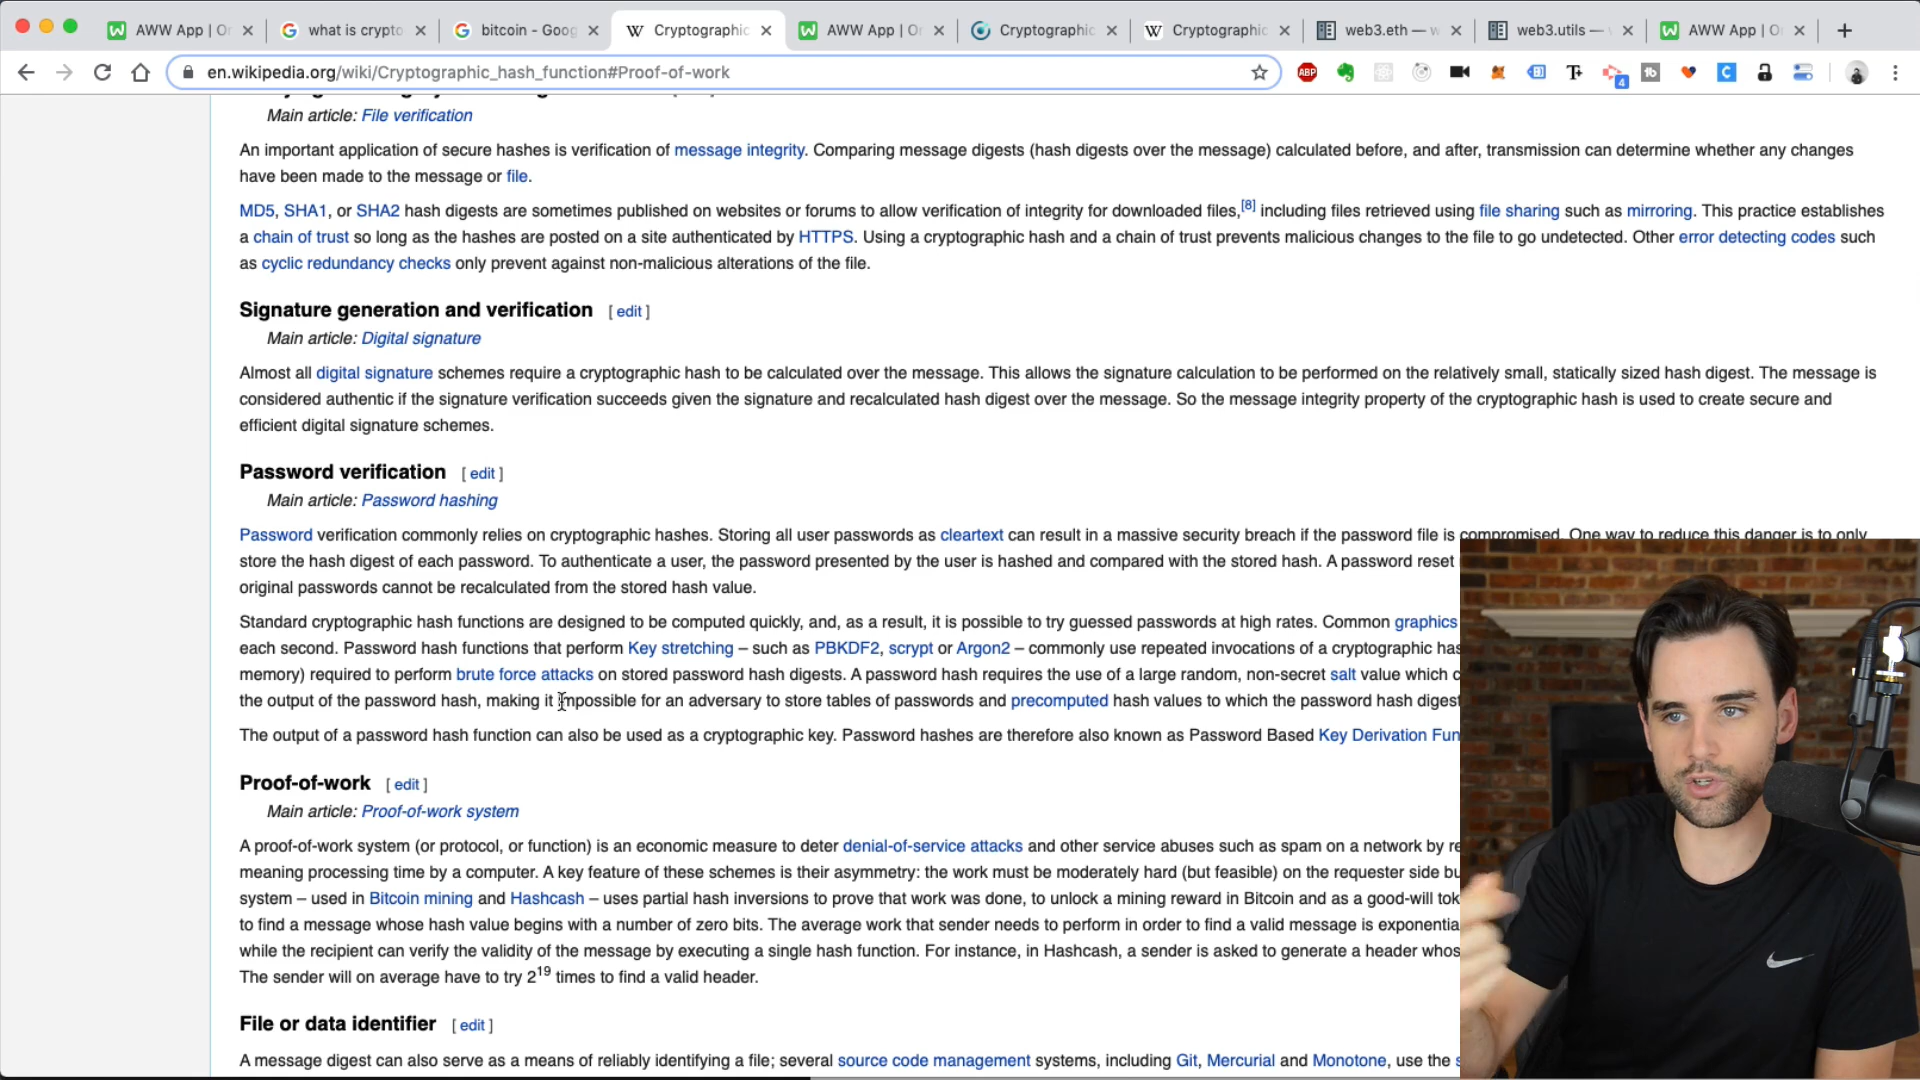 AWW App | O
what is crypto
bitcoin - Goog
Cryptographic
AWW App | O
Cryptographic
Cryptographic
web3.eth — w
web3.utils —
AWW App | O
en.wikipedia.org/wiki/Cryptographic_hash_function#Proof-of-work
ABP
4
Main article: File verification
An important application of secure hashes is verification of message integrity. Comparing message digests (hash digests over the message) calculated before, and after, transmission can determine whether any changes
have been made to the message or file.
MD5, SHA1, or SHA2 hash digests are sometimes published on websites or forums to allow verification of integrity for downloaded files,[8] including files retrieved using file sharing such as mirroring. This practice establishes
a chain of trust so long as the hashes are posted on a site authenticated by HTTPS. Using a cryptographic hash and a chain of trust prevents malicious changes to the file to go undetected. Other error detecting codes such
as cyclic redundancy checks only prevent against non-malicious alterations of the file.
Signature generation and verification [ edit ]
Main article: Digital signature
Almost all digital signature schemes require a cryptographic hash to be calculated over the message. This allows the signature calculation to be performed on the relatively small, statically sized hash digest. The message is
considered authentic if the signature verification succeeds given the signature and recalculated hash digest over the message. So the message integrity property of the cryptographic hash is used to create secure and
efficient digital signature schemes.
Password verification [ edit ]
Main article: Password hashing
Password verification commonly relies on cryptographic hashes. Storing all user passwords as cleartext can result in a massive security breach if the password file is compromised. One way to reduce this danger is to only
store the hash digest of each password. To authenticate a user, the password presented by the user is hashed and compared with the stored hash. A password reset
original passwords cannot be recalculated from the stored hash value.
Standard cryptographic hash functions are designed to be computed quickly, and, as a result, it is possible to try guessed passwords at high rates. Common graphics
each second. Password hash functions that perform Key stretching – such as PBKDF2, scrypt or Argon2 – commonly use repeated invocations of a cryptographic has
memory) required to perform brute force attacks on stored password hash digests. A password hash requires the use of a large random, non-secret salt value which c
the output of the password hash, making it impossible for an adversary to store tables of passwords and precomputed hash values to which the password hash digest
The output of a password hash function can also be used as a cryptographic key. Password hashes are therefore also known as Password Based Key Derivation Fun
Proof-of-work [ edit ]
Main article: Proof-of-work system
A proof-of-work system (or protocol, or function) is an economic measure to deter denial-of-service attacks and other service abuses such as spam on a network by re
meaning processing time by a computer. A key feature of these schemes is their asymmetry: the work must be moderately hard (but feasible) on the requester side bu
system – used in Bitcoin mining and Hashcash – uses partial hash inversions to prove that work was done, to unlock a mining reward in Bitcoin and as a good-will tok
to find a message whose hash value begins with a number of zero bits. The average work that sender needs to perform in order to find a valid message is exponentia
while the recipient can verify the validity of the message by executing a single hash function. For instance, in Hashcash, a sender is asked to generate a header whos
The sender will on average have to try 2¹⁹ times to find a valid header.
File or data identifier [ edit ]
A message digest can also serve as a means of reliably identifying a file; several source code management systems, including Git, Mercurial and Monotone, use the s